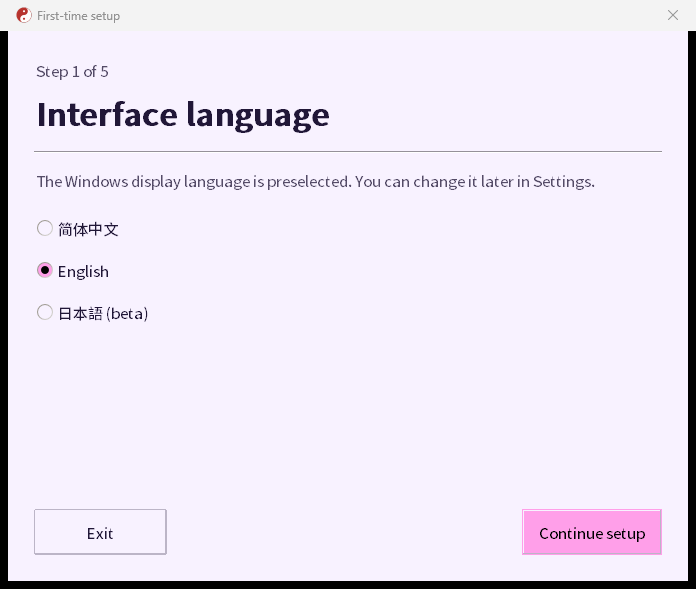 First-time setup
Step 1 of 5
Interface language
The Windows display language is preselected. You can change it later in Settings.
简体中文
English
日本語 (beta)
Exit
Continue setup